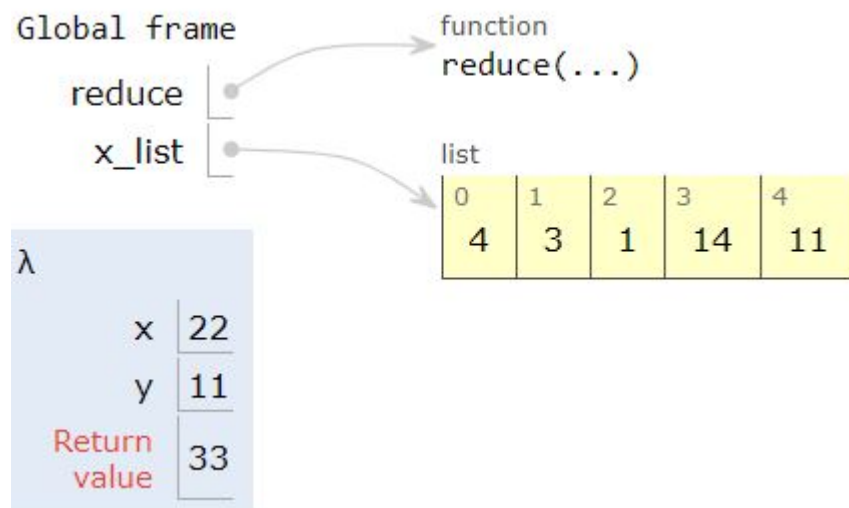 Global frame
reduce
x_list
function
reduce(...)
list
0 1 2 3 4
4 3 1 14 11
λ
x 22
y 11
Return
value 33